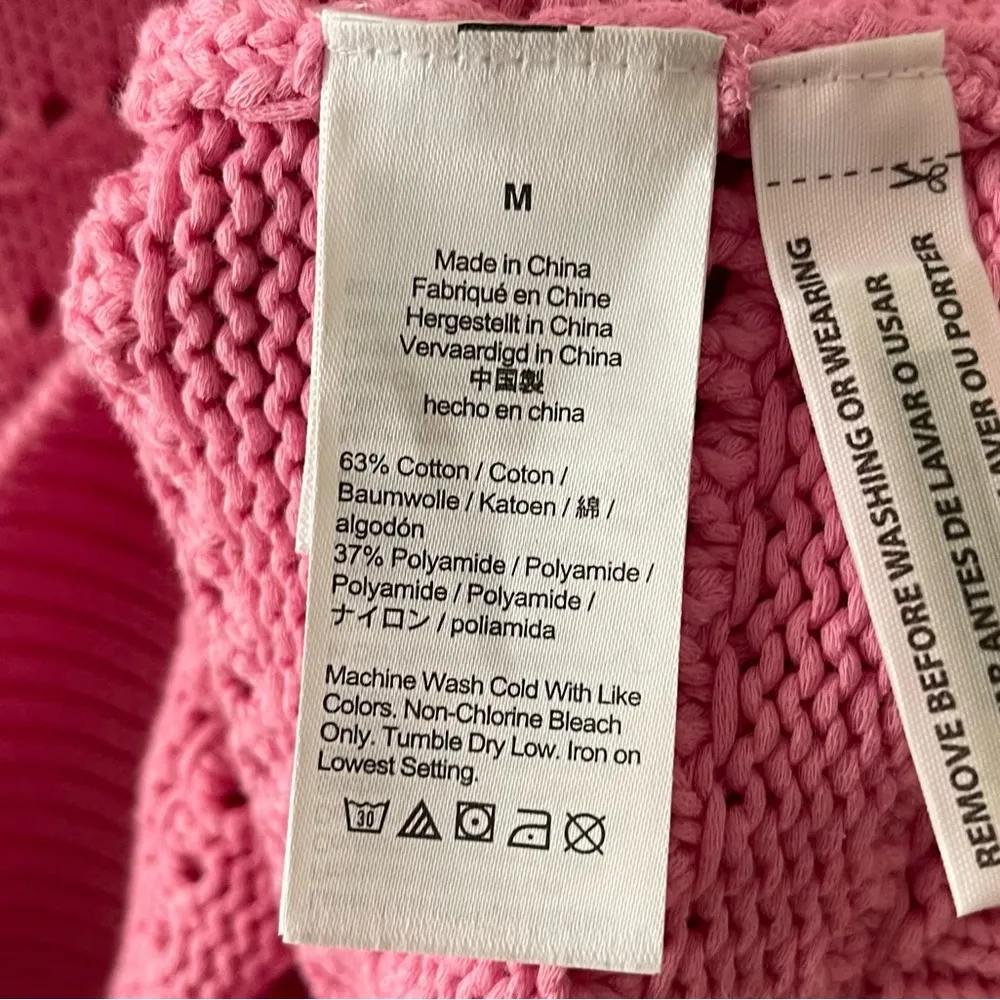 M
Made in China
Fabriqué en Chine
Hergestellt in China
Vervaardigd in China
中国製
hecho en china
63% Cotton / Coton /
Baumwolle / Katoen / 綿 /
algodón
37% Polyamide / Polyamide /
Polyamide / Polyamide /
ナイロン / poliamida
Machine Wash Cold With Like
Colors. Non-Chlorine Bleach
Only. Tumble Dry Low. Iron on
Lowest Setting.
30
REMOVE BEFORE WASHING OR WEARING
ANTES DE LAVAR O USAR
OU PORTER